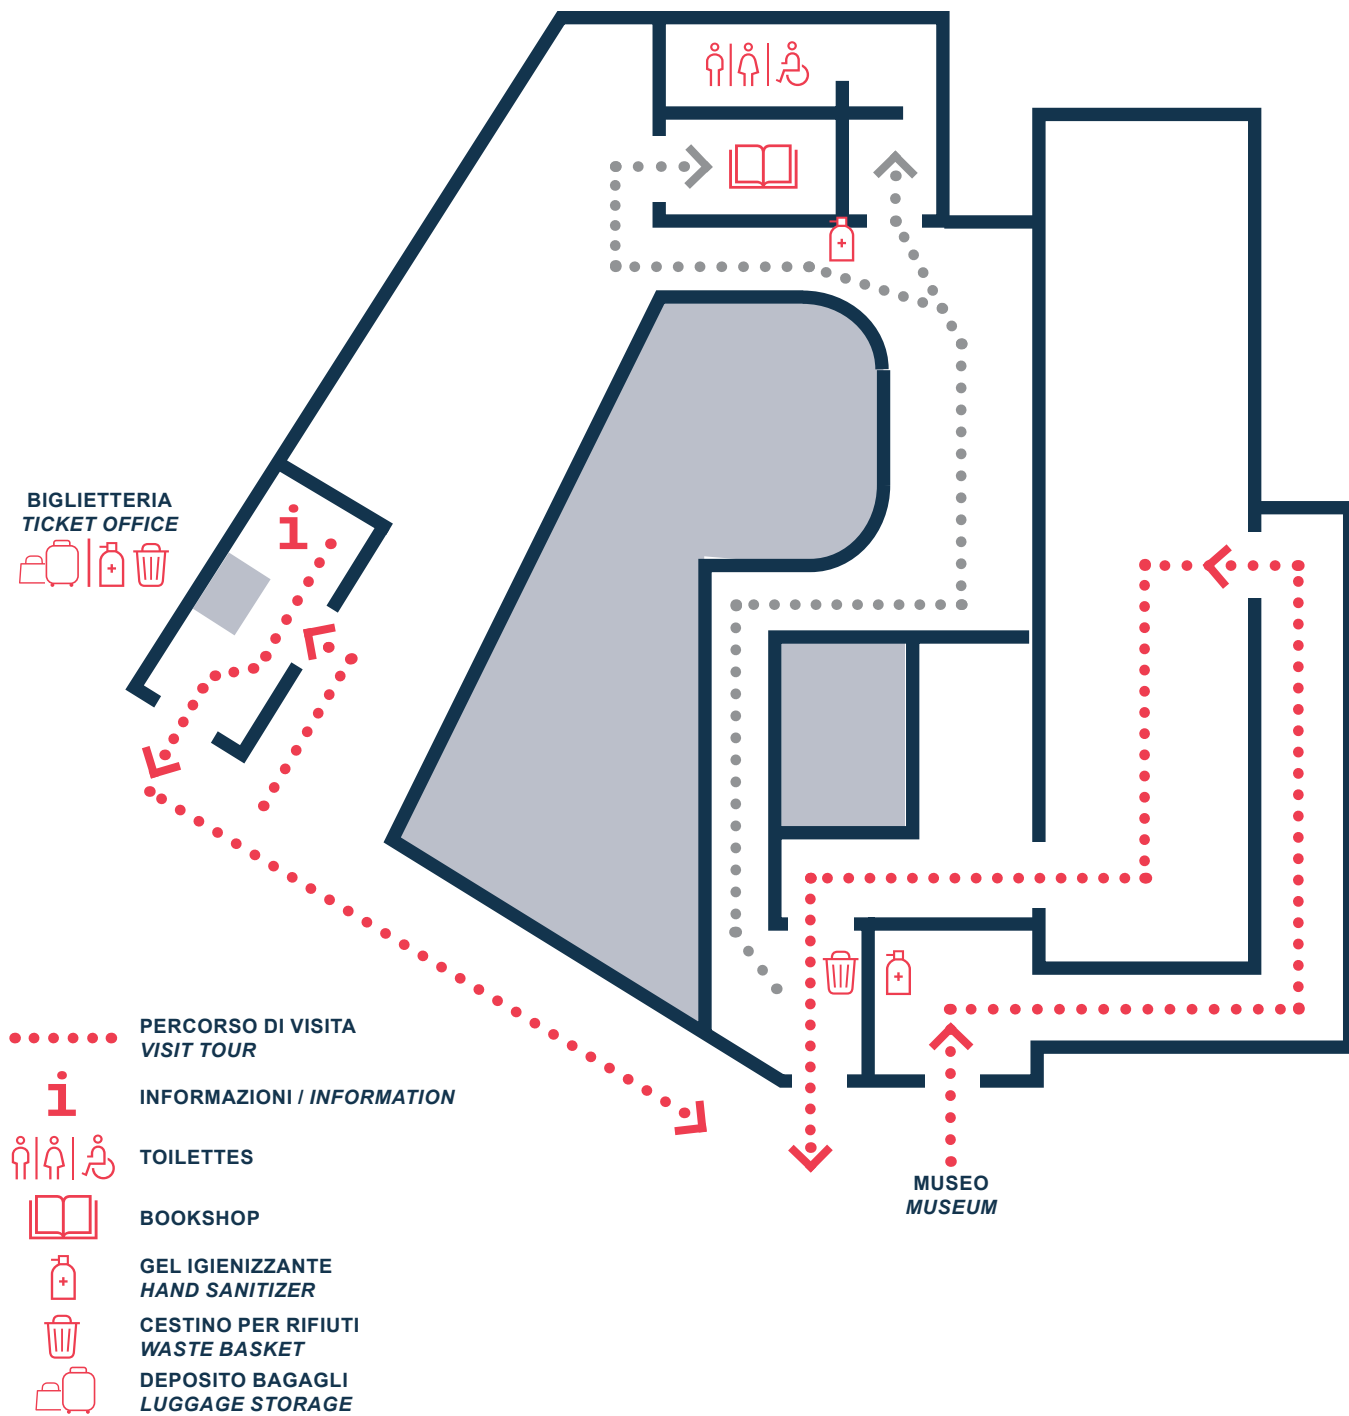 BIGLIETTERIA
TICKET OFFICE
PERCORSO DI VISITA
VISIT TOUR
INFORMAZIONI / INFORMATION
TOILETTES
BOOKSHOP
GEL IGIENIZZANTE
HAND SANITIZER
CESTINO PER RIFIUTI
WASTE BASKET
DEPOSITO BAGAGLI
LUGGAGE STORAGE
MUSEO
MUSEUM